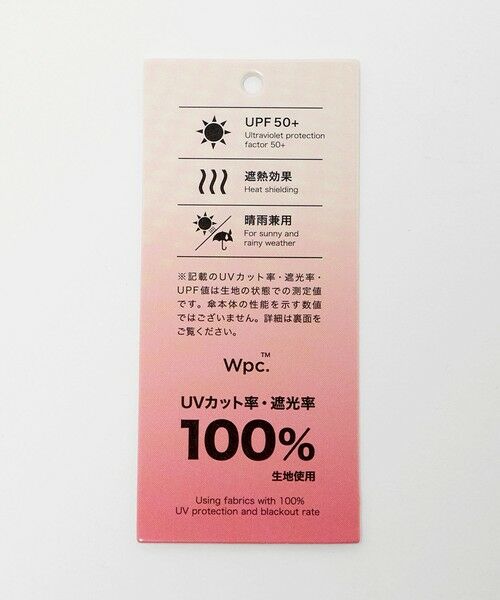 UPF 50+
Ultraviolet protection
factor 50+
遮熱効果
Heat shielding
晴雨兼用
For sunny and
rainy weather
※記載のUVカット率・遮光率・
UPF値は生地の状態での測定値
です。傘本体の性能を示す数値
ではございません。詳細は裏面を
ご覧ください。
Wpc.™
UVカット率・遮光率
100%
生地使用
Using fabrics with 100%
UV protection and blackout rate